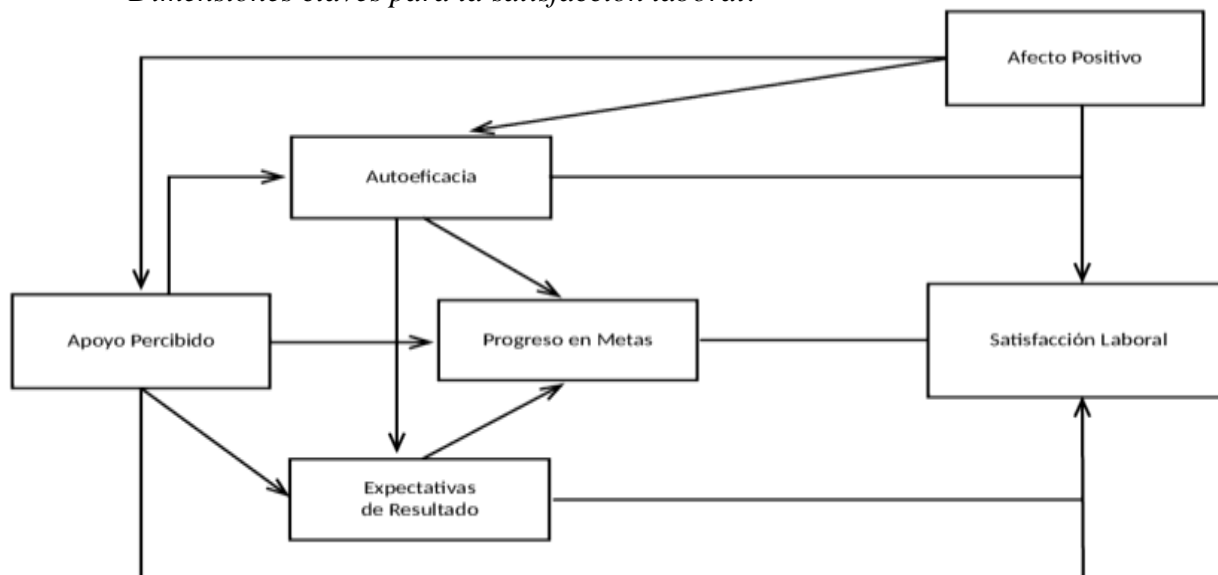 Dimensiones claves para la satisfacción laboral.
Afecto Positivo
Autoeficacia
Apoyo Percibido
Progreso en Metas
Satisfacción Laboral
Expectativas
de Resultado